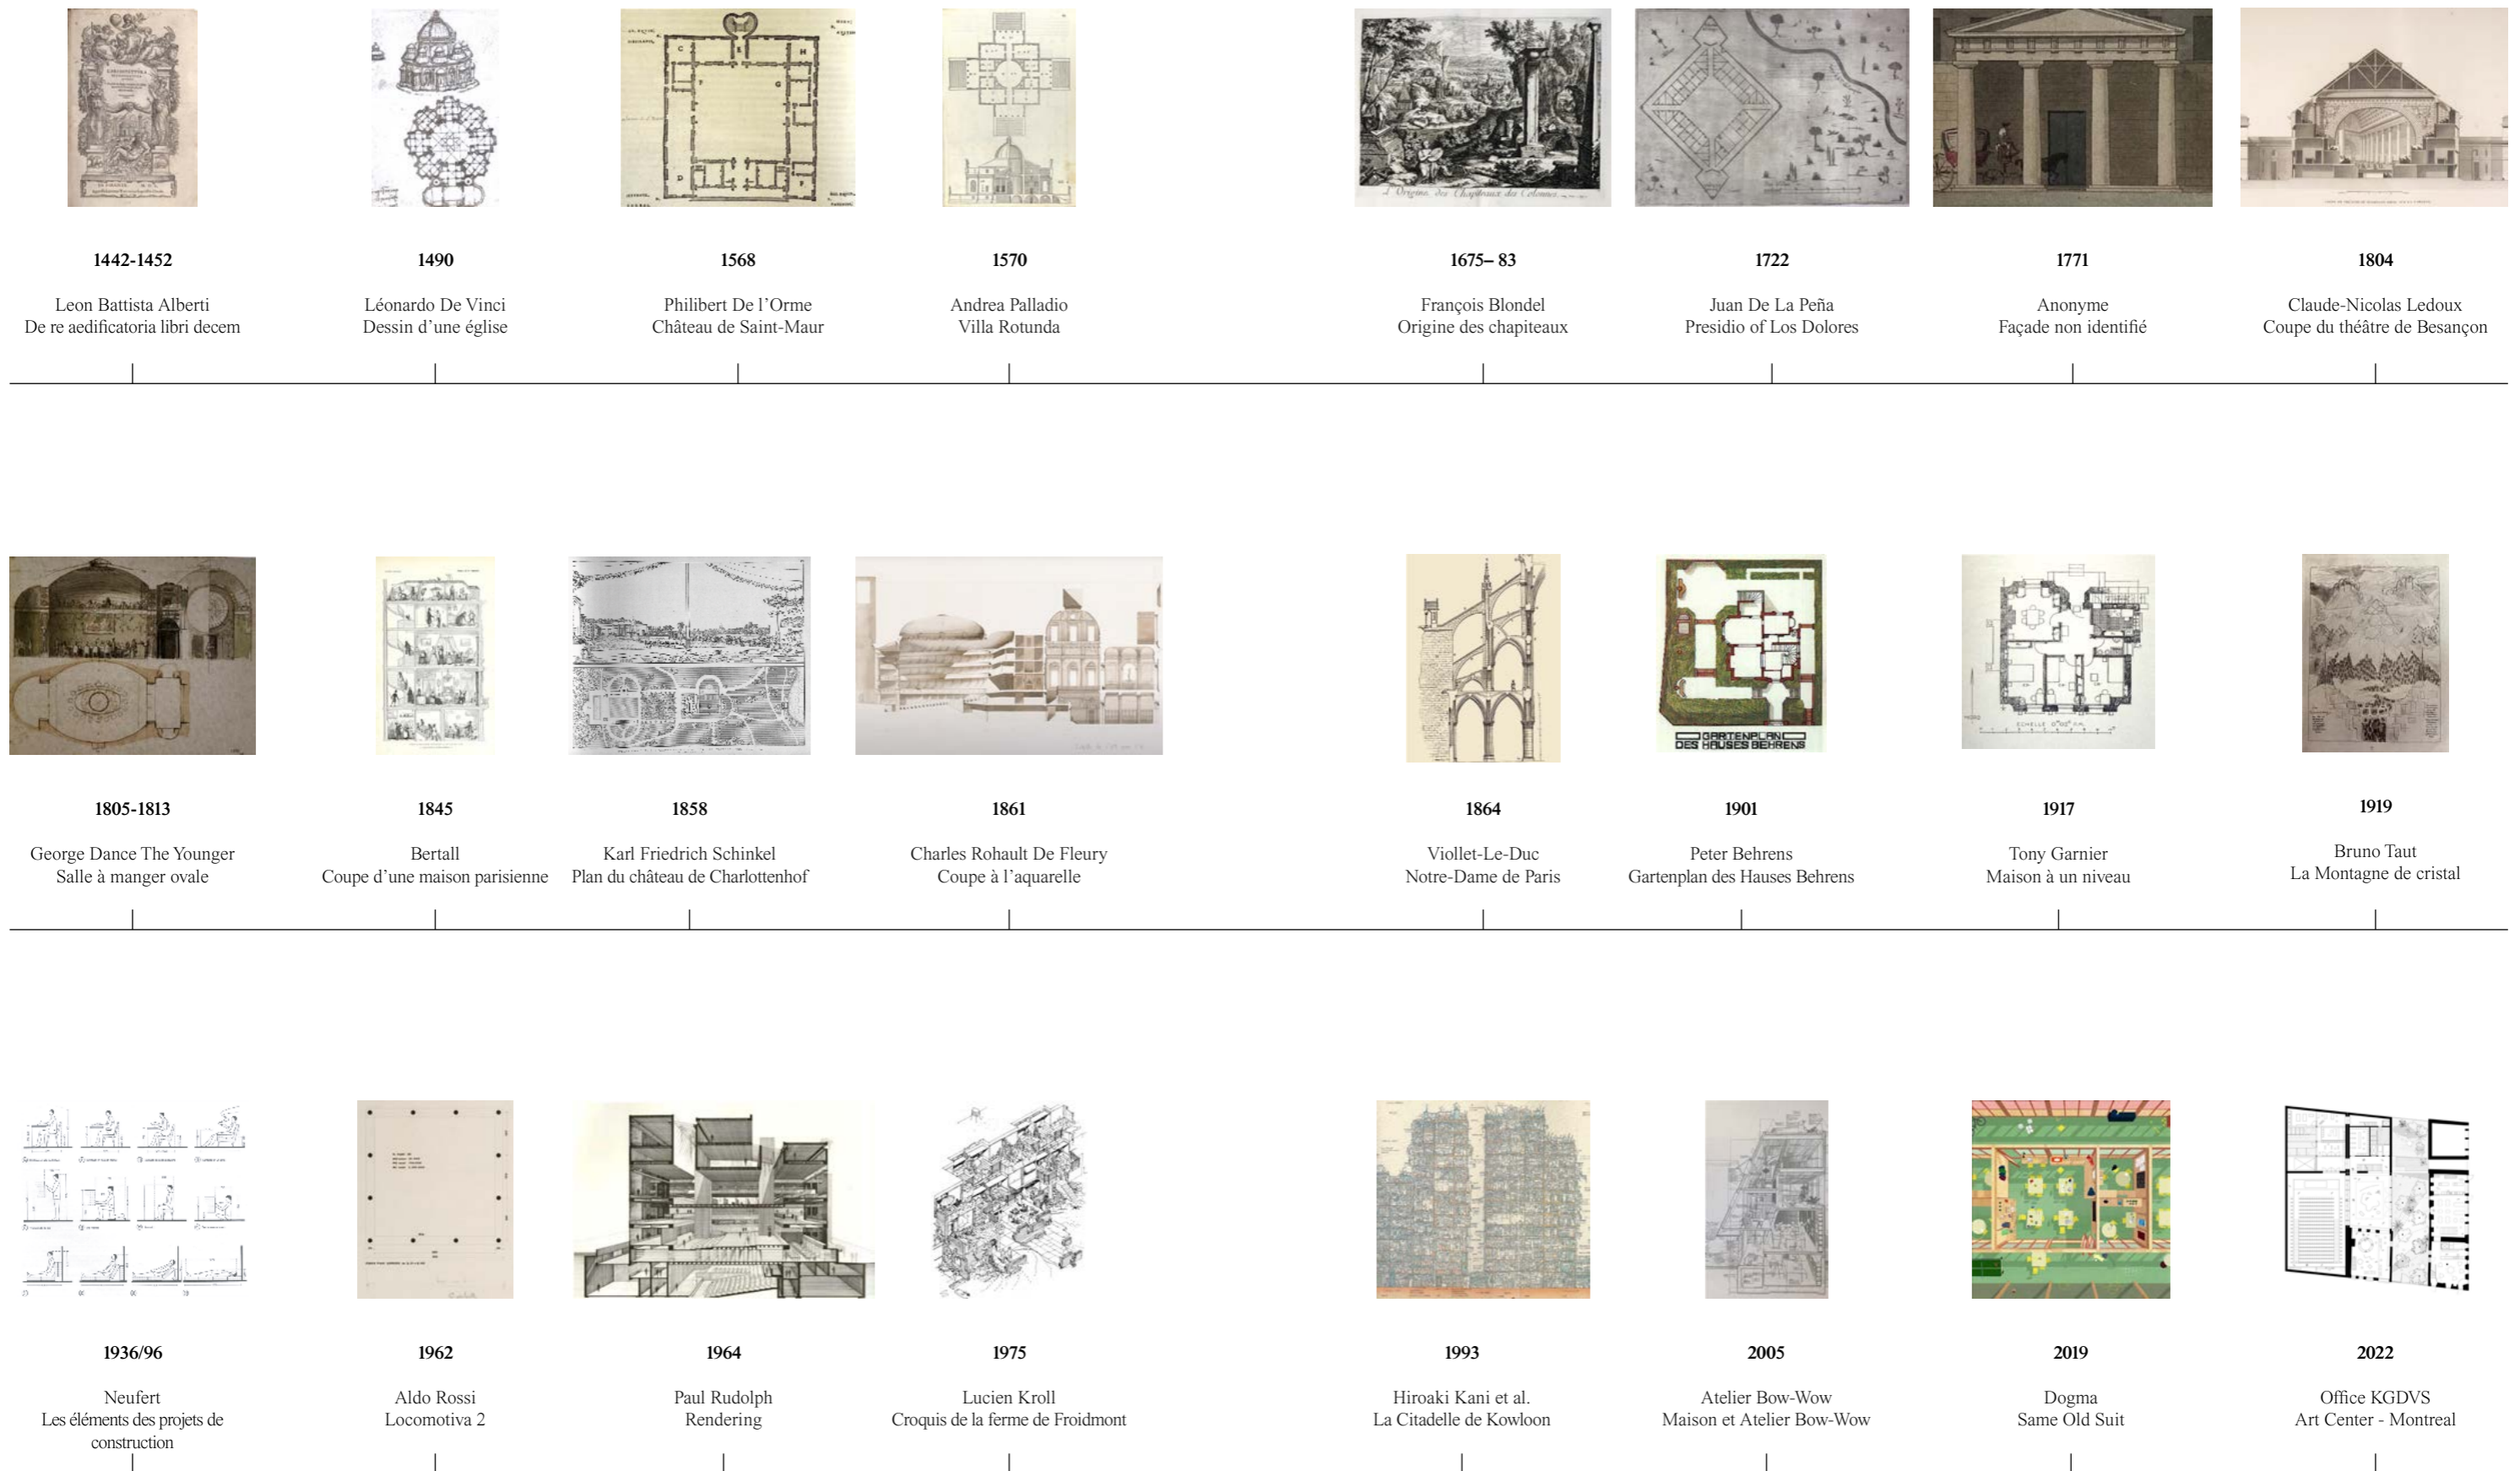 L'Origine des Chapiteaux des Colonnes.
1442-1452
Leon Battista Alberti
De re aedificatoria libri decem
1490
Léonardo De Vinci
Dessin d'une église
1568
Philibert De l'Orme
Château de Saint-Maur
1570
Andrea Palladio
Villa Rotunda
1675– 83
François Blondel
Origine des chapiteaux
1722
Juan De La Peña
Presidio of Los Dolores
1771
Anonyme
Façade non identifié
1804
Claude-Nicolas Ledoux
Coupe du théâtre de Besançon
GARTENPLAN
DES HAUSES BEHRENS
1805-1813
George Dance The Younger
Salle à manger ovale
1845
Bertall
Coupe d'une maison parisienne
1858
Karl Friedrich Schinkel
Plan du château de Charlottenhof
1861
Charles Rohault De Fleury
Coupe à l'aquarelle
1864
Viollet-Le-Duc
Notre-Dame de Paris
1901
Peter Behrens
Gartenplan des Hauses Behrens
1917
Tony Garnier
Maison à un niveau
1919
Bruno Taut
La Montagne de cristal
1936/96
Neufert
Les éléments des projets de
construction
1962
Aldo Rossi
Locomotiva 2
1964
Paul Rudolph
Rendering
1975
Lucien Kroll
Croquis de la ferme de Froidmont
1993
Hiroaki Kani et al.
La Citadelle de Kowloon
2005
Atelier Bow-Wow
Maison et Atelier Bow-Wow
2019
Dogma
Same Old Suit
2022
Office KGDVS
Art Center - Montreal